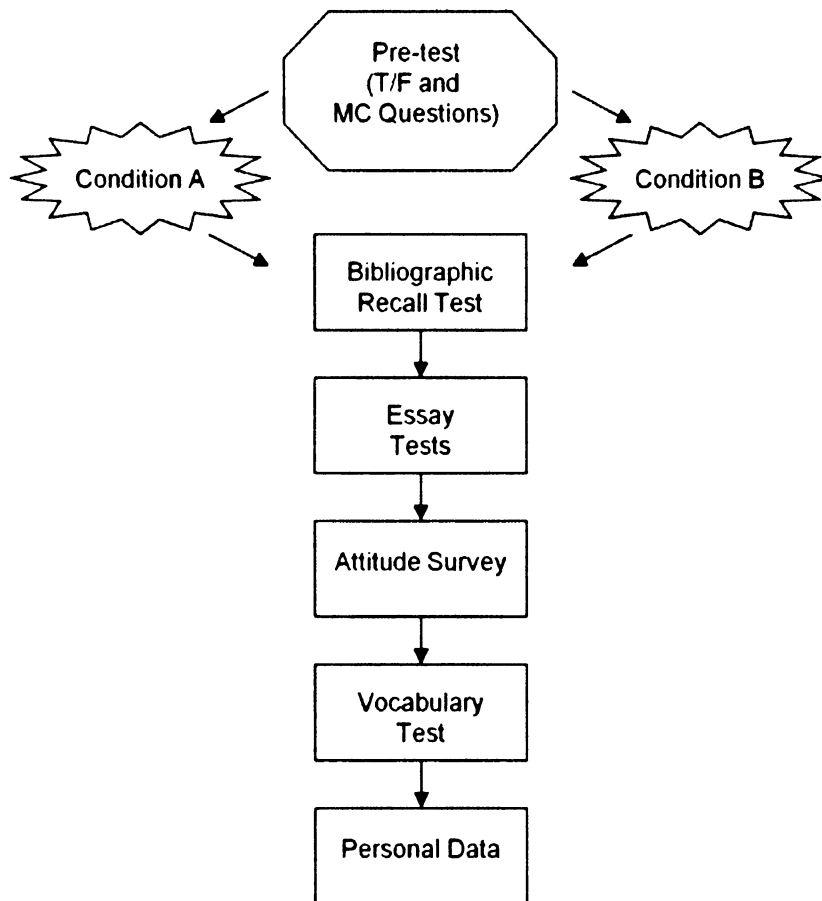 Pre-test
(T/F and
MC Questions)
Condition A
Condition B
Bibliographic
Recall Test
Essay
Tests
Attitude Survey
Vocabulary
Test
Personal Data